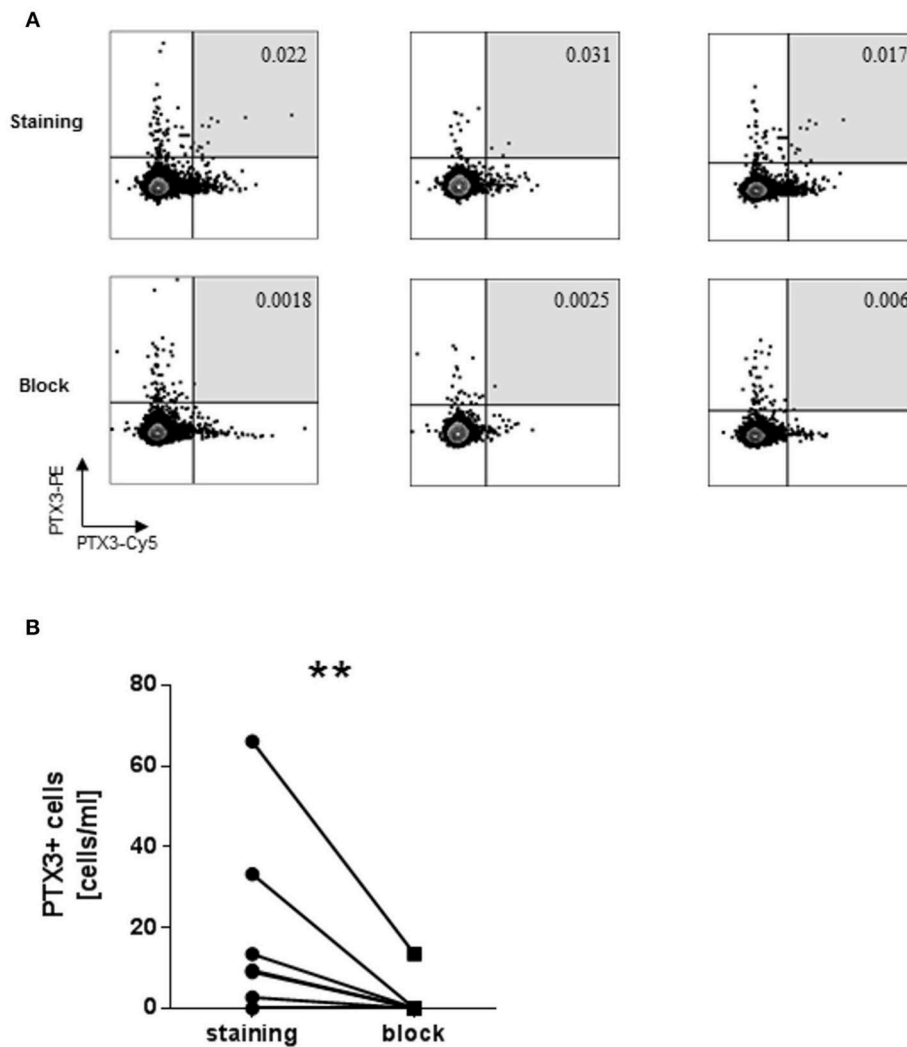 A
Staining
0.022
0.031
0.017
Block
0.0018
0.0025
0.006
PTX3-PE
PTX3-Cy5
B
**
PTX3+ cells
[cells/ml]
80
60
40
20
0
staining
block